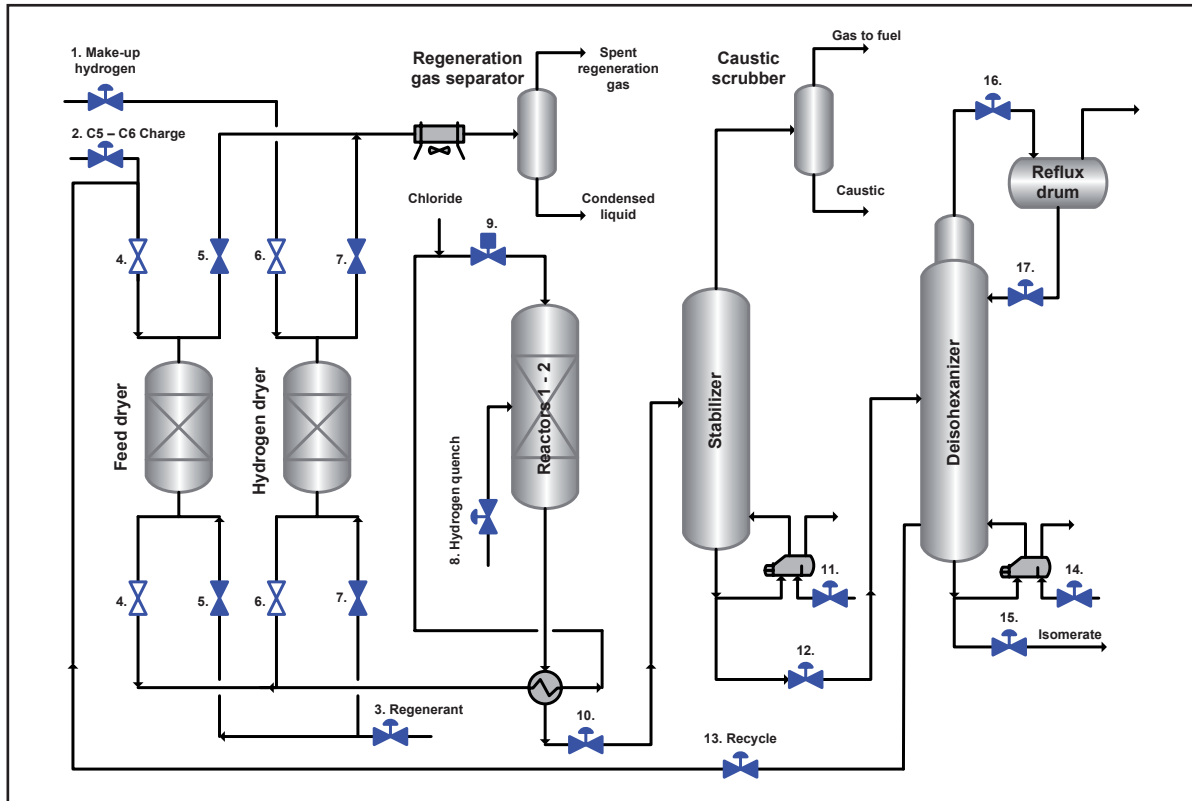 1. Make-up
hydrogen
2. C5 – C6 Charge
Regeneration
gas separator
Spent
regeneration
gas
Condensed
liquid
Caustic
scrubber
Gas to fuel
Caustic
16.
Reflux
drum
17.
Chloride
9.
4.
5.
6.
7.
Feed dryer
Hydrogen dryer
8. Hydrogen quench
Reactors 1 - 2
Stabilizer
Deisohexanizer
4.
5.
6.
7.
11.
14.
12.
15.
Isomerate
3. Regenerant
10.
13. Recycle